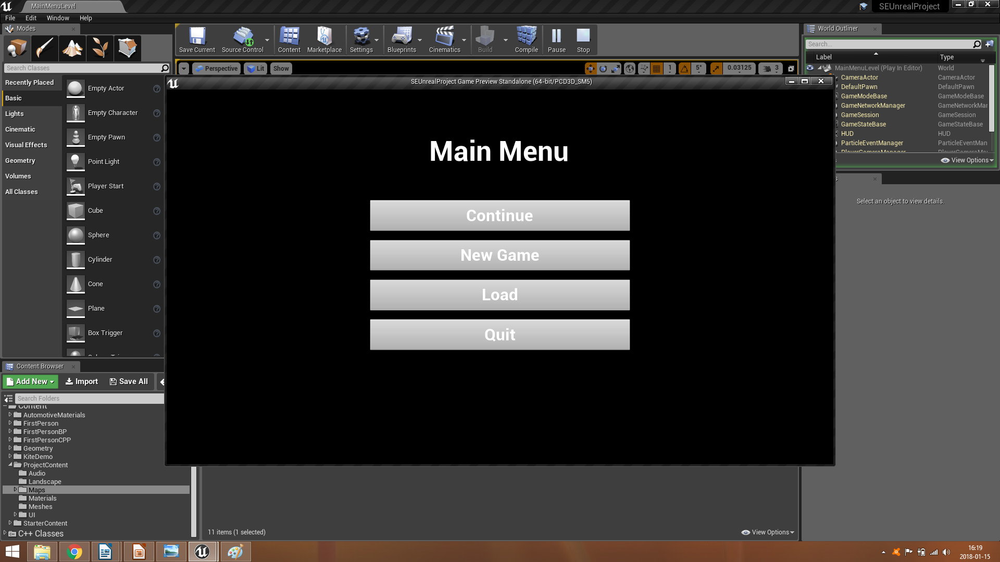 MainMenuLevel
SEUnrealProject
File Edit Window Help
Modes
Save Current
Source Control
Content
Marketplace
Settings
Blueprints
Cinematics
Build
Compile
Pause
Stop
World Outliner
Search...
Label
Type
Search Classes
Perspective
Lit
Show
1
5°
0.03125
3
MainMenuLevel (Play In Editor) World
CameraActor CameraActor
DefaultPawn DefaultPawn
GameModeBase GameModeBase
GameNetworkManager GameNetworkMar
GameSession GameSession
GameStateBase GameStateBase
HUD HUD
ParticleEventManager ParticleEventMan
View Options
Select an object to view details.
Recently Placed
Basic
Lights
Cinematic
Visual Effects
Geometry
Volumes
All Classes
Empty Actor
Empty Character
Empty Pawn
Point Light
Player Start
Cube
Sphere
Cylinder
Cone
Plane
Box Trigger
SEUnrealProject Game Preview Standalone (64-bit/PCD3D_SM5)
Main Menu
Continue
New Game
Load
Quit
Content Browser
Add New
Import
Save All
Search Folders
Content
AutomotiveMaterials
FirstPerson
FirstPersonBP
FirstPersonCPP
Geometry
KiteDemo
ProjectContent
Audio
Landscape
Maps
Materials
Meshes
UI
StarterContent
C++ Classes
11 items (1 selected)
View Options
16:19
2018-01-15